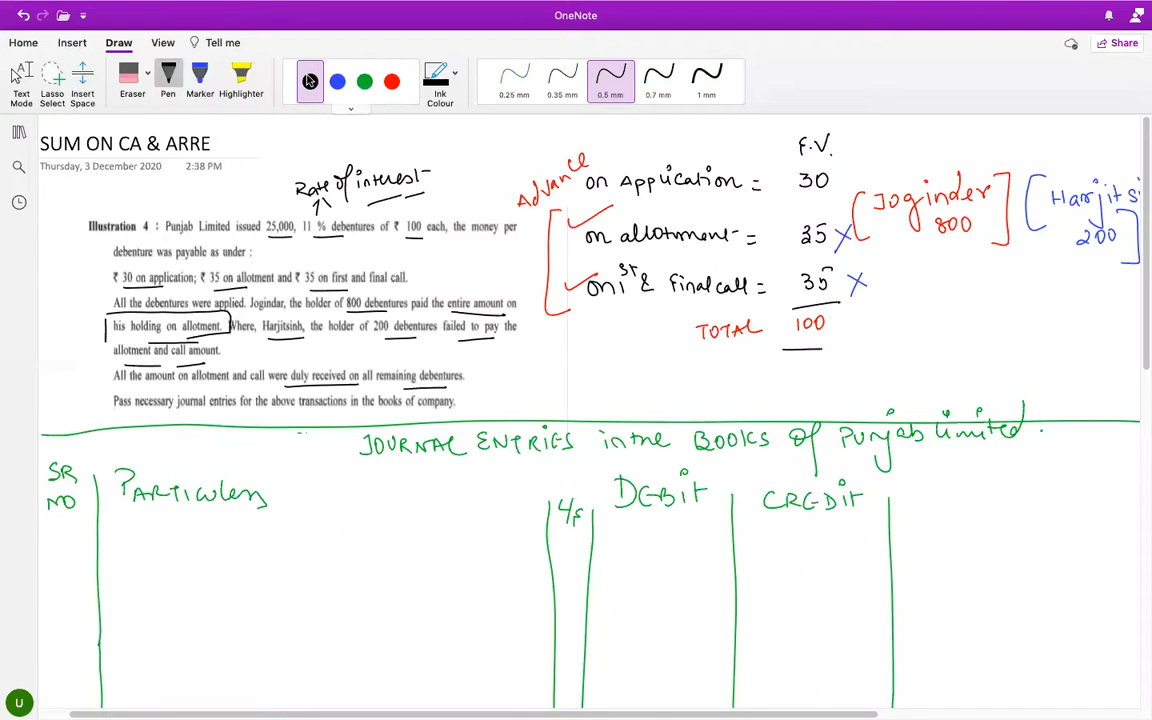 OneNote
Home Insert Draw View Tell me
Share
Text Mode
Lasso Select
Insert Space
Eraser
Pen
Marker
Highlighter
Ink Colour
0.25 mm
0.35 mm
0.5 mm
0.7 mm
1 mm
SUM ON CA & ARRE
Thursday, 3 December 2020 2:38 PM
Rate of interest
Illustration 4 : Punjab Limited issued 25,000, 11 % debentures of ₹ 100 each, the money per
debenture was payable as under :
₹ 30 on application; ₹ 35 on allotment and ₹ 35 on first and final call.
All the debentures were applied. Jogindar, the holder of 800 debentures paid the entire amount on
his holding on allotment. Where, Harjitsinh, the holder of 200 debentures failed to pay the
allotment and call amount.
All the amount on allotment and call were duly received on all remaining debentures.
Pass necessary journal entries for the above transactions in the books of company.
F.V.
Advance
on Application = 30
on allotment = 35 X
on 1st & Final call = 35 X
TOTAL 100
[Joginder 800]
[Harjit si
200]
JOURNAL ENTRIES in the BOOKS of Punjab limited.
SR NO
Particulers
L/F
DEBit
CREDit
U